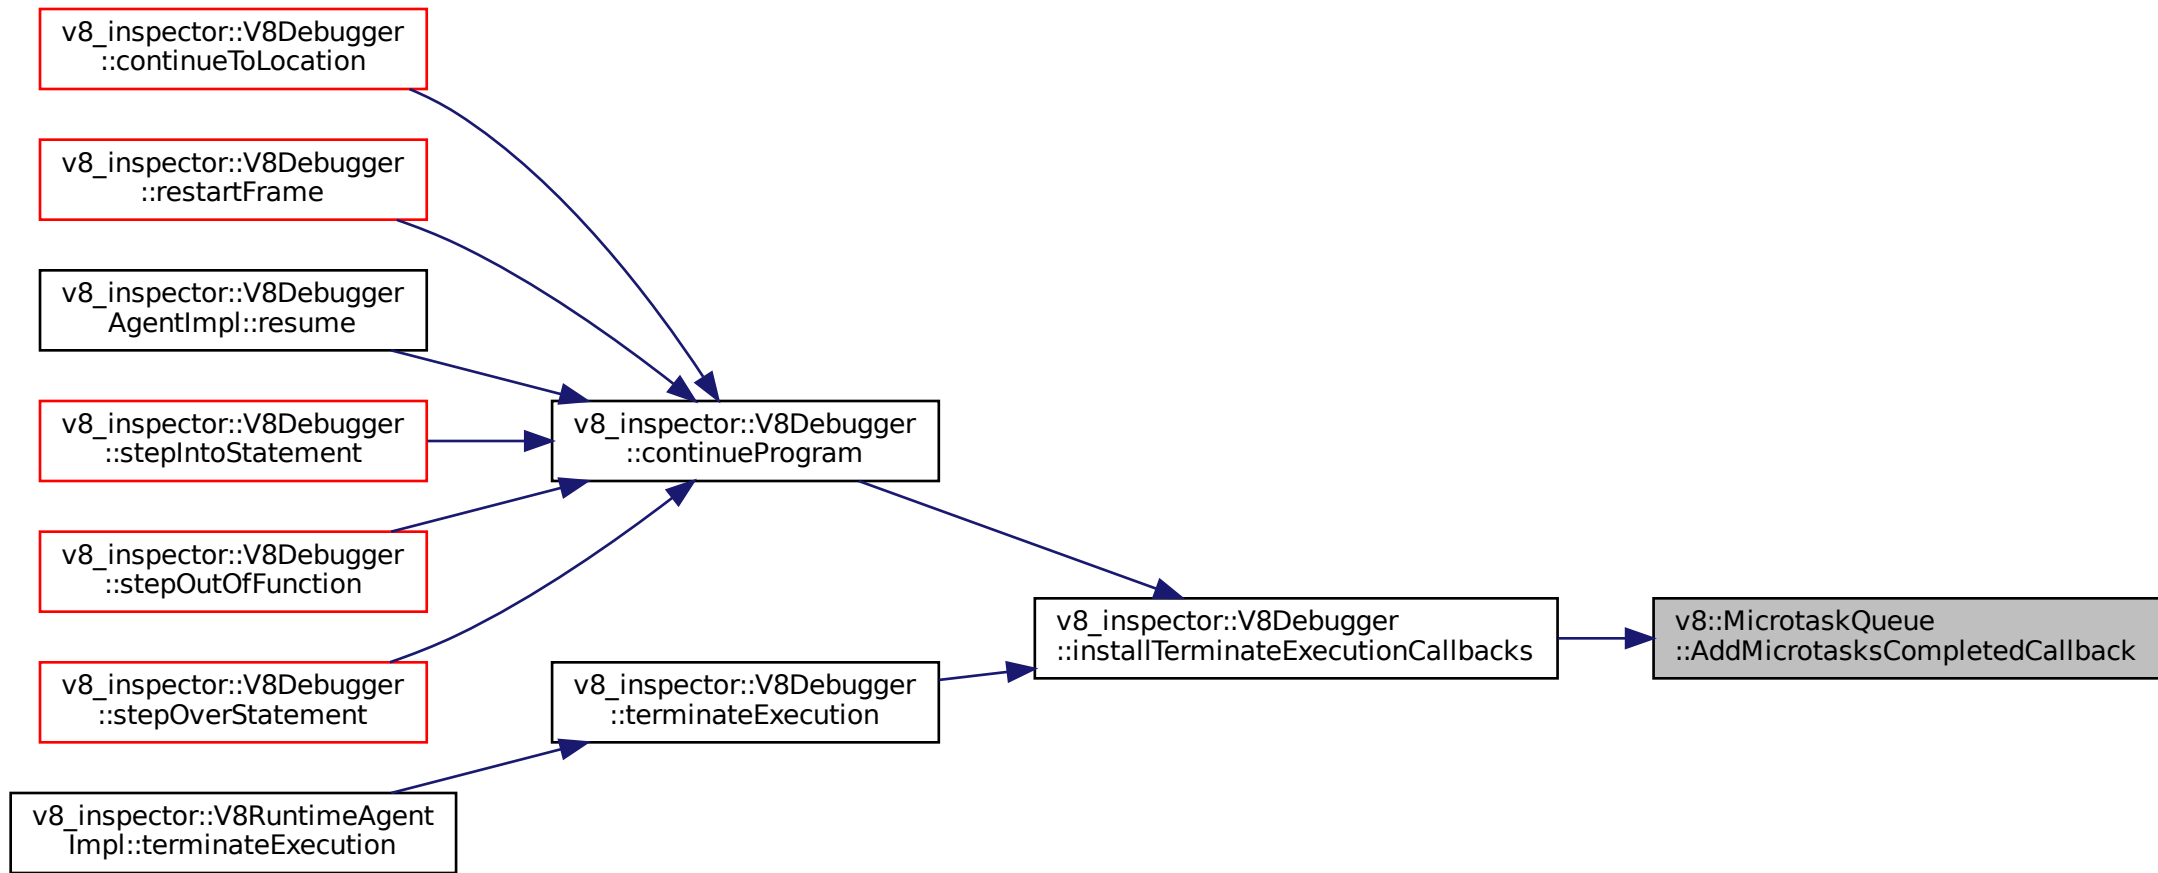 v8_inspector::V8Debugger
::continueToLocation
v8_inspector::V8Debugger
::restartFrame
v8_inspector::V8Debugger
AgentImpl::resume
v8_inspector::V8Debugger
::stepIntoStatement
v8_inspector::V8Debugger
::stepOutOfFunction
v8_inspector::V8Debugger
::stepOverStatement
v8_inspector::V8RuntimeAgent
Impl::terminateExecution
v8_inspector::V8Debugger
::continueProgram
v8_inspector::V8Debugger
::terminateExecution
v8_inspector::V8Debugger
::installTerminateExecutionCallbacks
v8::MicrotaskQueue
::AddMicrotasksCompletedCallback